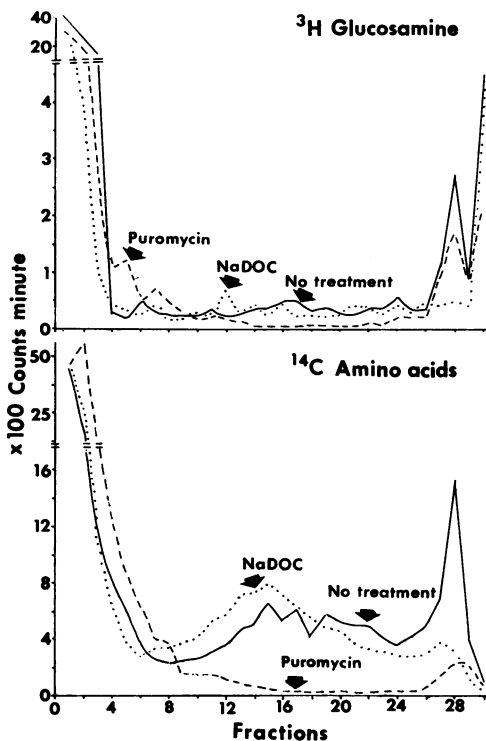 ³H Glucosamine
40
20
4
3
2
1
0
Puromycin
NaDOC
No treatment
x100 Counts minute
¹⁴C Amino acids
50
25
16
12
8
4
0
NaDOC
No treatment
Puromycin
0 4 8 12 16 20 24 28
Fractions